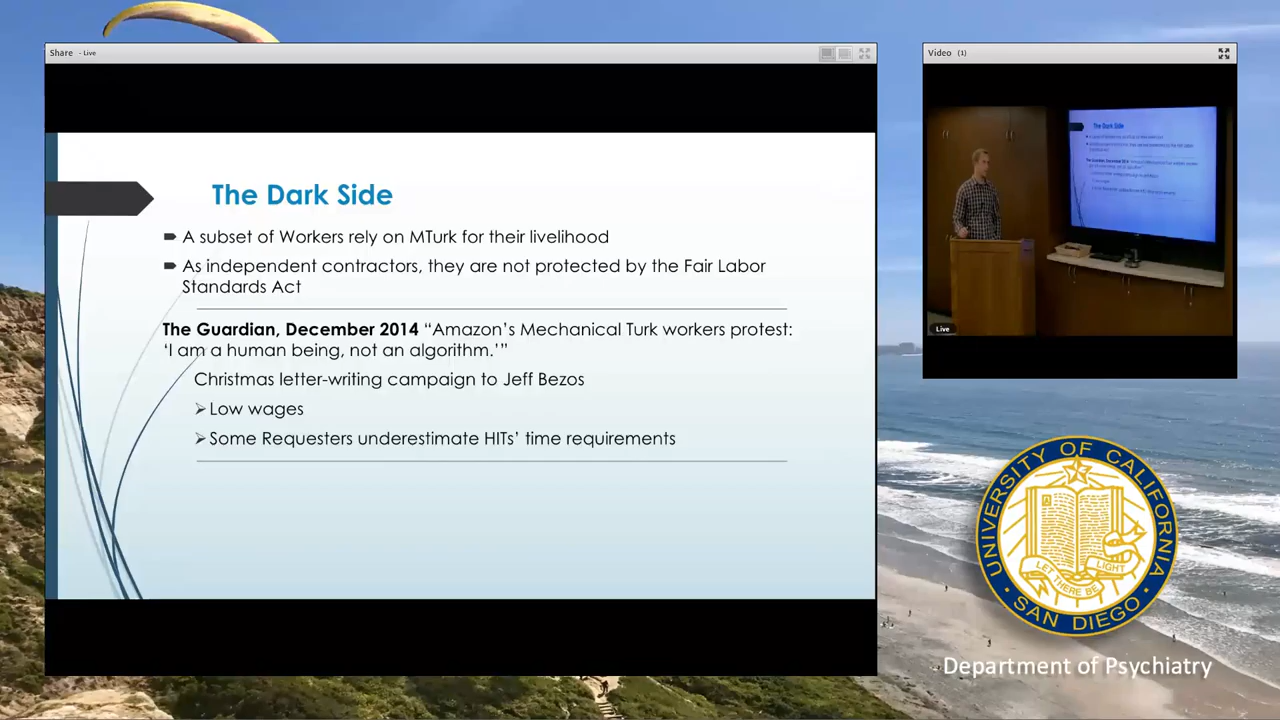 Share - Live
The Dark Side
A subset of Workers rely on MTurk for their livelihood
As independent contractors, they are not protected by the Fair Labor
Standards Act
The Guardian, December 2014 “Amazon’s Mechanical Turk workers protest:
‘I am a human being, not an algorithm.’”
Christmas letter-writing campaign to Jeff Bezos
Low wages
Some Requesters underestimate HITs’ time requirements
Video (1)
The Dark Side
Live
UNIVERSITY OF CALIFORNIA
LET THERE BE LIGHT
SAN DIEGO
Department of Psychiatry